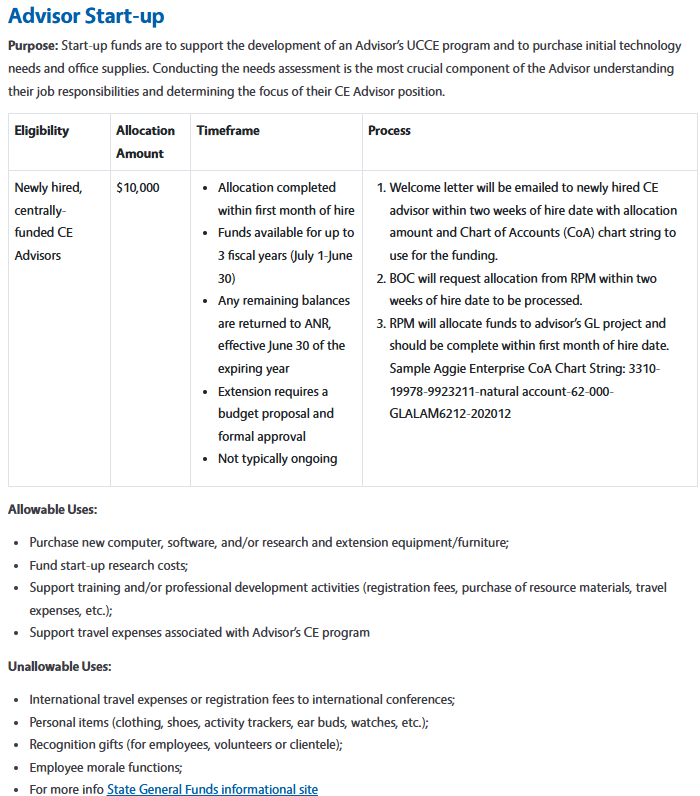 Advisor Start-up
Purpose: Start-up funds are to support the development of an Advisor's UCCE program and to purchase initial technology
needs and office supplies. Conducting the needs assessment is the most crucial component of the Advisor understanding
their job responsibilities and determining the focus of their CE Advisor position.
Eligibility
Allocation
Amount
Timeframe
Process
Newly hired,
centrally-
funded CE
Advisors
$10,000
• Allocation completed
within first month of hire
• Funds available for up to
3 fiscal years (July 1-June
30)
• Any remaining balances
are returned to ANR,
effective June 30 of the
expiring year
• Extension requires a
budget proposal and
formal approval
• Not typically ongoing
1. Welcome letter will be emailed to newly hired CE
advisor within two weeks of hire date with allocation
amount and Chart of Accounts (CoA) chart string to
use for the funding.
2. BOC will request allocation from RPM within two
weeks of hire date to be processed.
3. RPM will allocate funds to advisor's GL project and
should be complete within first month of hire date.
Sample Aggie Enterprise CoA Chart String: 3310-
19978-9923211-natural account-62-000-
GLALAM6212-202012
Allowable Uses:
• Purchase new computer, software, and/or research and extension equipment/furniture;
• Fund start-up research costs;
• Support training and/or professional development activities (registration fees, purchase of resource materials, travel
expenses, etc.);
• Support travel expenses associated with Advisor's CE program
Unallowable Uses:
• International travel expenses or registration fees to international conferences;
• Personal items (clothing, shoes, activity trackers, ear buds, watches, etc.);
• Recognition gifts (for employees, volunteers or clientele);
• Employee morale functions;
• For more info State General Funds informational site